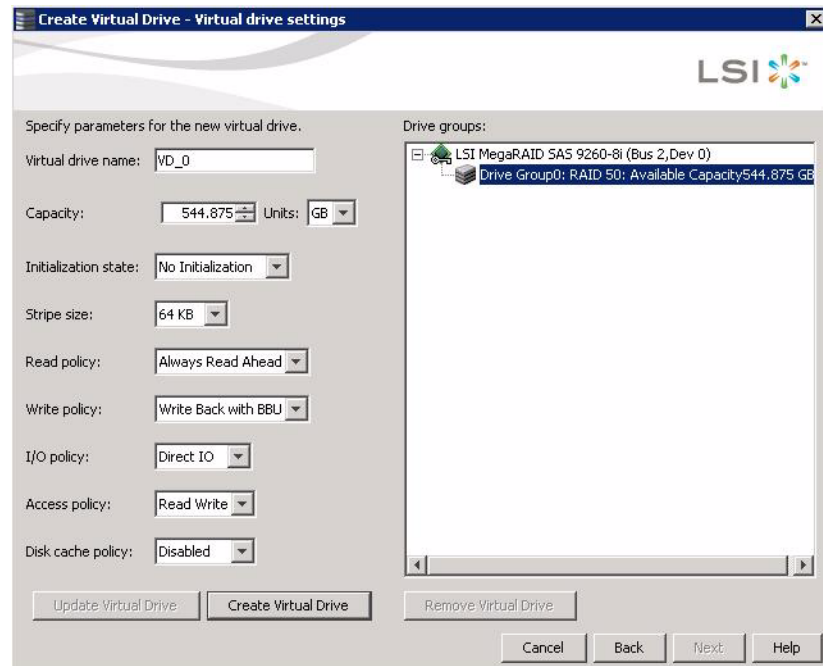 Create Virtual Drive - Virtual drive settings
LSI
Specify parameters for the new virtual drive.
Virtual drive name: VD_0
Capacity: 544.875 Units: GB
Initialization state: No Initialization
Stripe size: 64 KB
Read policy: Always Read Ahead
Write policy: Write Back with BBU
I/O policy: Direct IO
Access policy: Read Write
Disk cache policy: Disabled
Update Virtual Drive Create Virtual Drive
Drive groups:
LSI MegaRAID SAS 9260-8i (Bus 2,Dev 0)
Drive Group0: RAID 50: Available Capacity544.875 GB
Remove Virtual Drive
Cancel Back Next Help